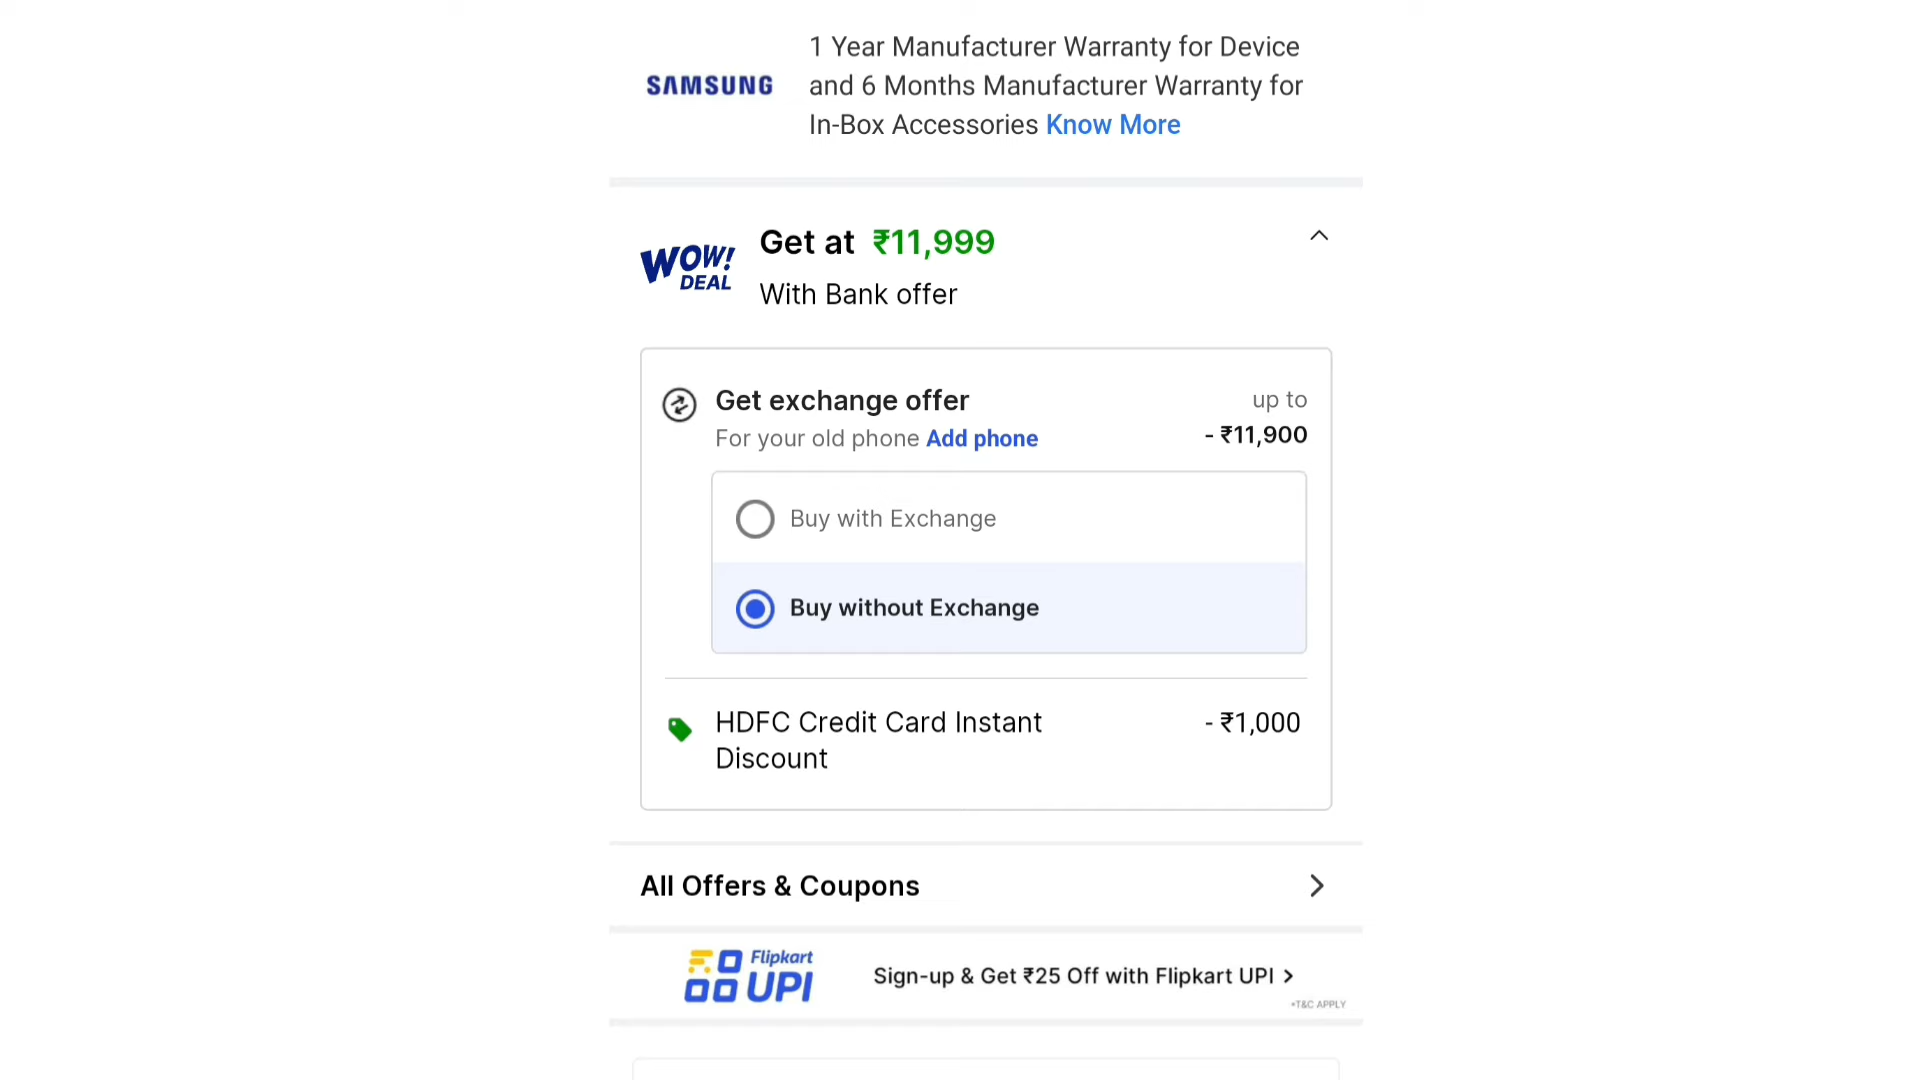 1 Year Manufacturer Warranty for Device
SAMSUNG
and 6 Months Manufacturer Warranty for
In-Box Accessories Know More
WOW!
DEAL
Get at ₹11,999
With Bank offer
Get exchange offer
up to
For your old phone Add phone
- ₹11,900
Buy with Exchange
Buy without Exchange
HDFC Credit Card Instant
- ₹1,000
Discount
All Offers & Coupons
Flipkart
UPI
Sign-up & Get ₹25 Off with Flipkart UPI >
*T&C APPLY